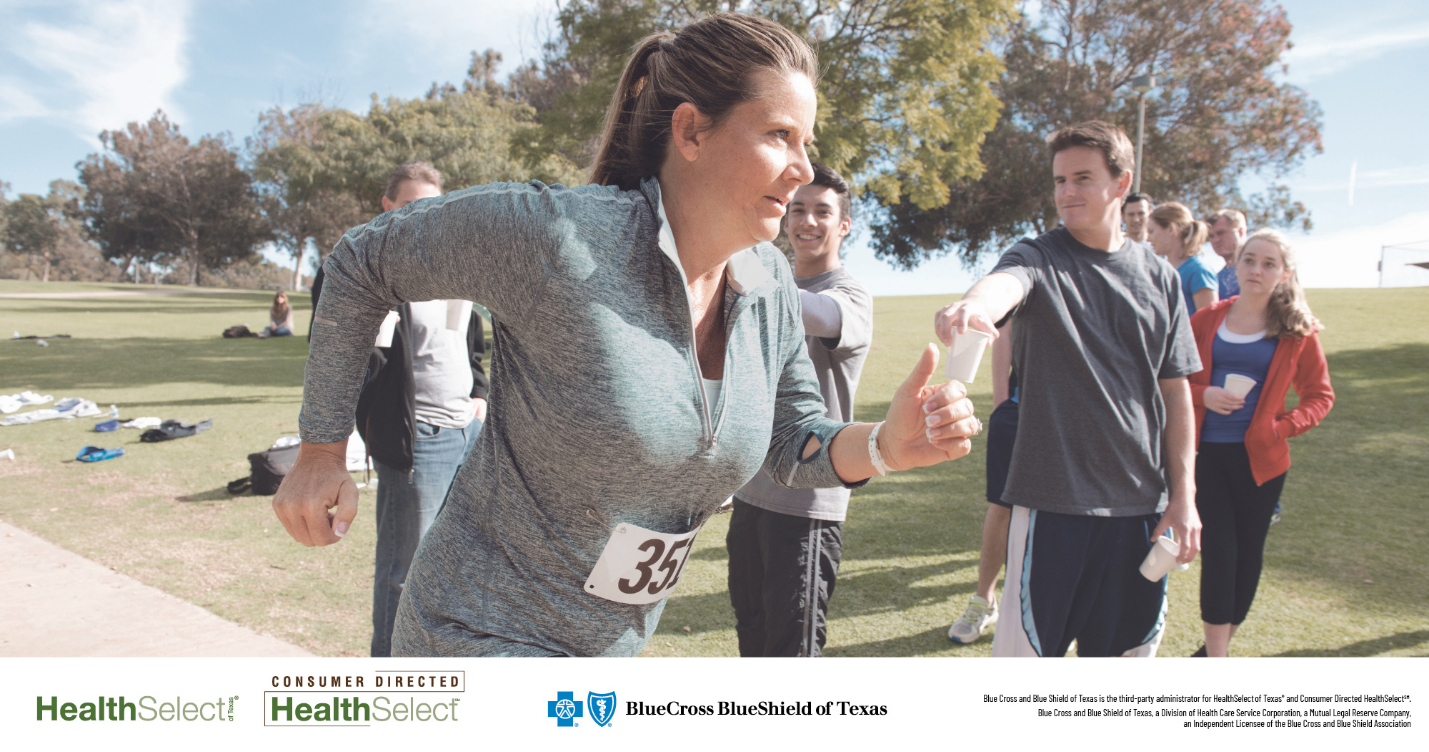 351
CONSUMER DIRECTED
HealthSelect of Texas®
HealthSelect℠
BlueCross BlueShield of Texas
Blue Cross and Blue Shield of Texas is the third-party administrator for HealthSelect of Texas® and Consumer Directed HealthSelect℠.
Blue Cross and Blue Shield of Texas, a Division of Health Care Service Corporation, a Mutual Legal Reserve Company,
an Independent Licensee of the Blue Cross and Blue Shield Association